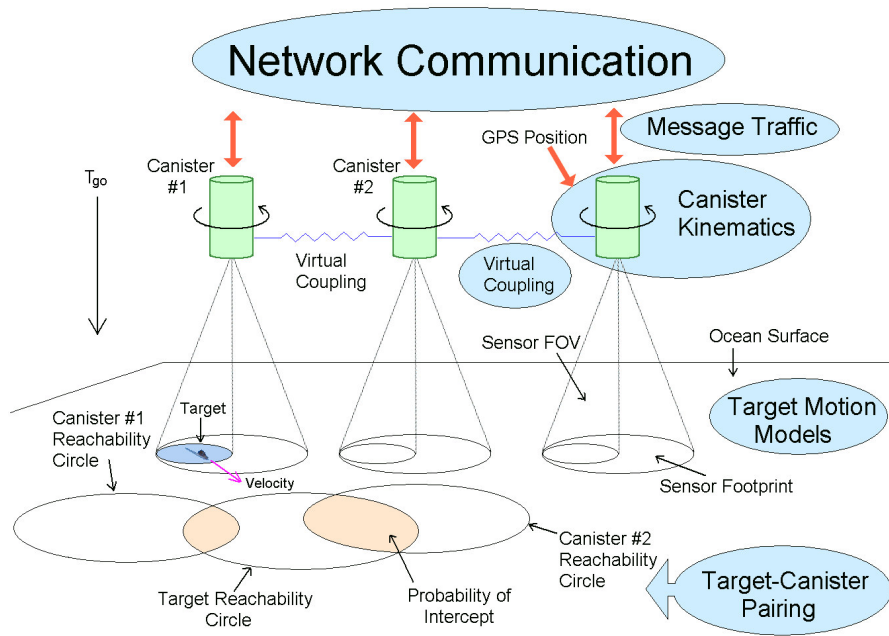 Network Communication
Message Traffic
GPS Position
Canister
#1
Canister
#2
Canister
Kinematics
T go
Virtual
Coupling
Virtual
Coupling
Sensor FOV
Ocean Surface
Target Motion
Models
Canister #1
Reachability
Circle
Target
Velocity
Sensor Footprint
Canister #2
Reachability
Circle
Target Reachability
Circle
Probability of
Intercept
Target-Canister
Pairing